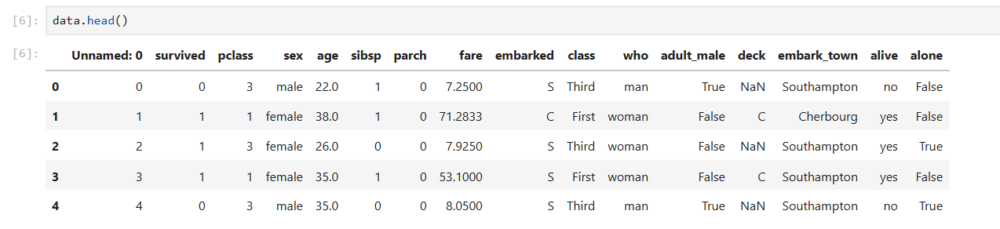 [6]: data.head()
[6]: Unnamed: 0 survived pclass sex age sibsp parch fare embarked class who adult_male deck embark_town alive alone
0 0 0 3 male 22.0 1 0 7.2500 S Third man True NaN Southampton no False
1 1 1 1 female 38.0 1 0 71.2833 C First woman False C Cherbourg yes False
2 2 1 3 female 26.0 0 0 7.9250 S Third woman False NaN Southampton yes True
3 3 1 1 female 35.0 1 0 53.1000 S First woman False C Southampton yes False
4 4 0 3 male 35.0 0 0 8.0500 S Third man True NaN Southampton no True